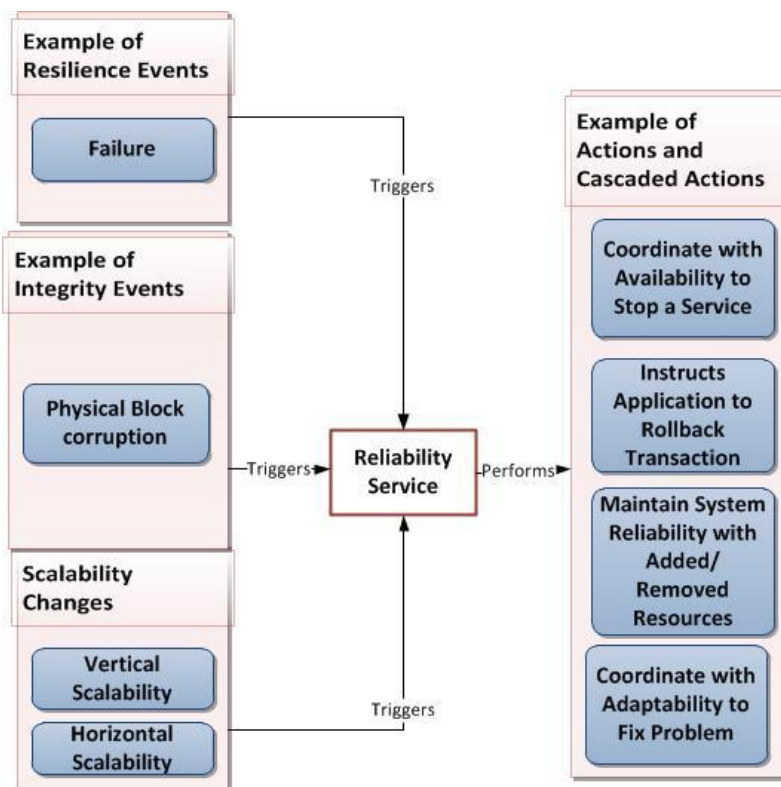 Example of
Resilience Events
Failure
Triggers
Example of
Integrity Events
Physical Block
corruption
Triggers
Scalability
Changes
Vertical
Scalability
Horizontal
Scalability
Triggers
Reliability
Service
Performs
Example of
Actions and
Cascaded Actions
Coordinate with
Availability to
Stop a Service
Instructs
Application to
Rollback
Transaction
Maintain System
Reliability with
Added/
Removed
Resources
Coordinate with
Adaptability to
Fix Problem